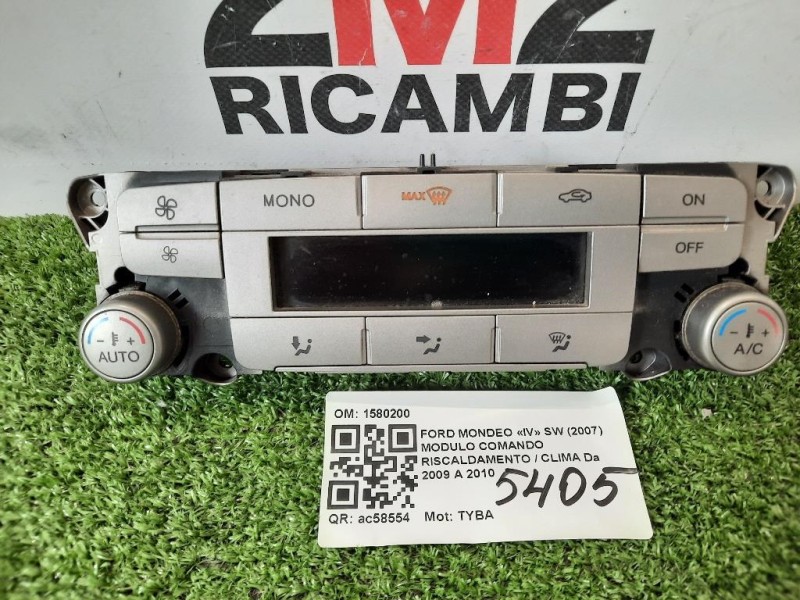 2M2
RICAMBI
MONO
MAX
ON
OFF
- +
AUTO
- +
A/C
OM: 1580200
FORD MONDEO «IV» SW (2007)
MODULO COMANDO
RISCALDAMENTO / CLIMA Da
2009 A 2010
5405
QR: ac58554 Mot: TYBA